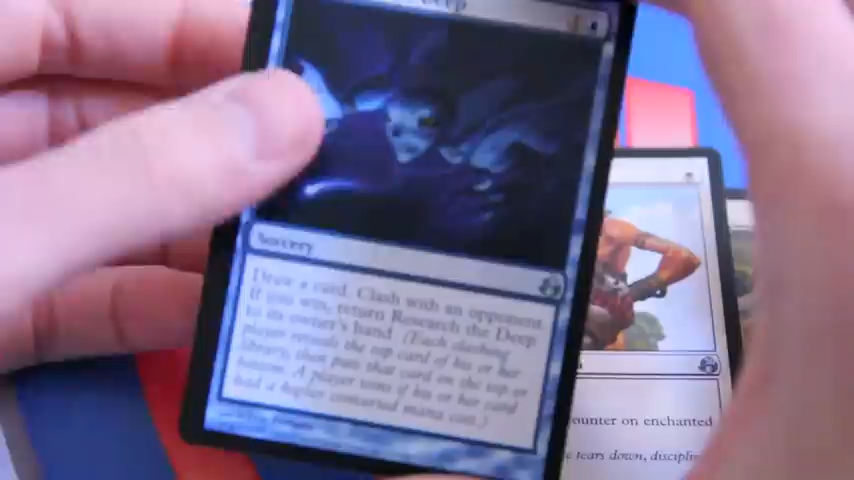 Deep
Sorcery
Draw a card. Clash with an opponent.
If you win, return Research the Deep
to its owner's hand. (Each clashing
player reveals the top card of his or her
library, then puts that card on the top or
bottom. A player wins if his or her card
had a higher converted mana cost.)
ounter on enchanted
e tears down, disciplin